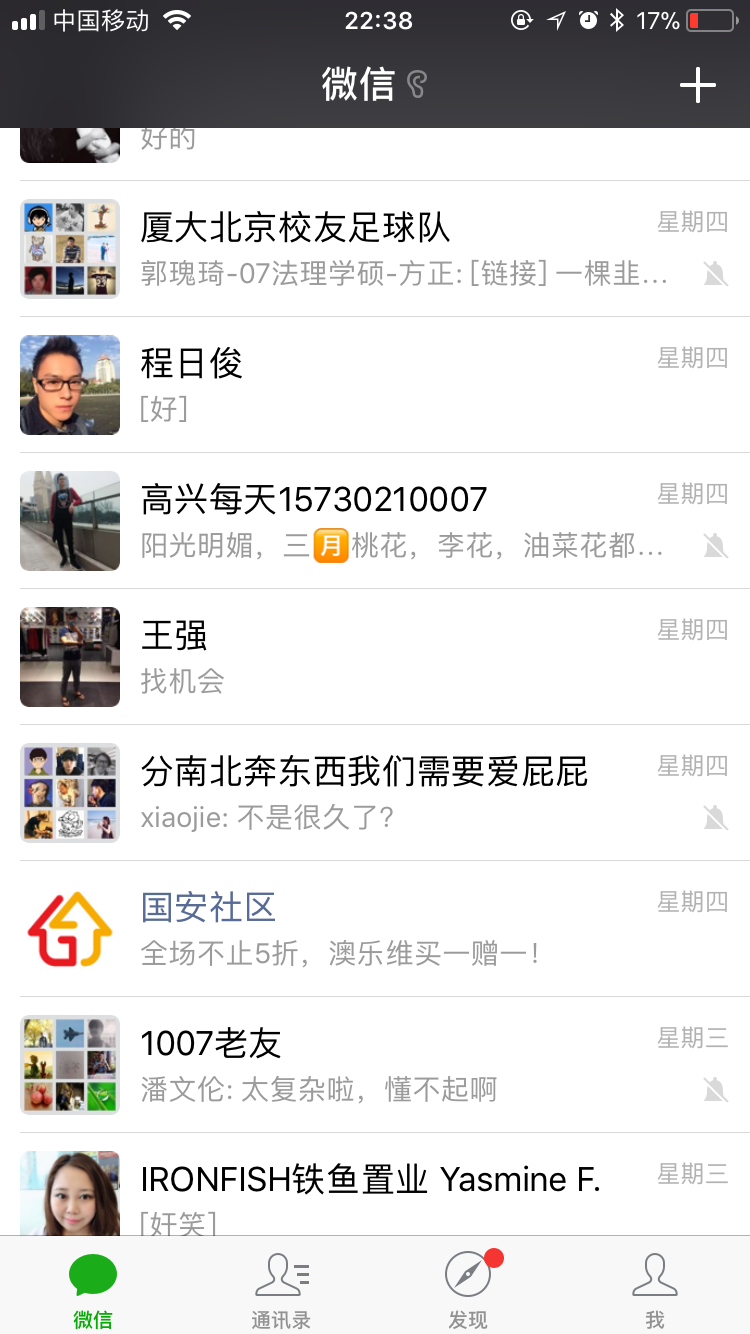 中国移动 22:38 17%
微信
好的
厦大北京校友足球队 星期四
郭瑰琦-07法理学硕-方正: [链接] 一棵韭...
程日俊 星期四
[好]
高兴每天15730210007 星期四
阳光明媚，三🈷️桃花，李花，油菜花都...
王强 星期四
找机会
分南北奔东西我们需要爱屁屁 星期四
xiaojie: 不是很久了?
国安社区 星期四
全场不止5折，澳乐维买一赠一！
1007老友 星期三
潘文伦: 太复杂啦，懂不起啊
IRONFISH铁鱼置业 Yasmine F. 星期三
[奸笑]
微信 通讯录 发现 我